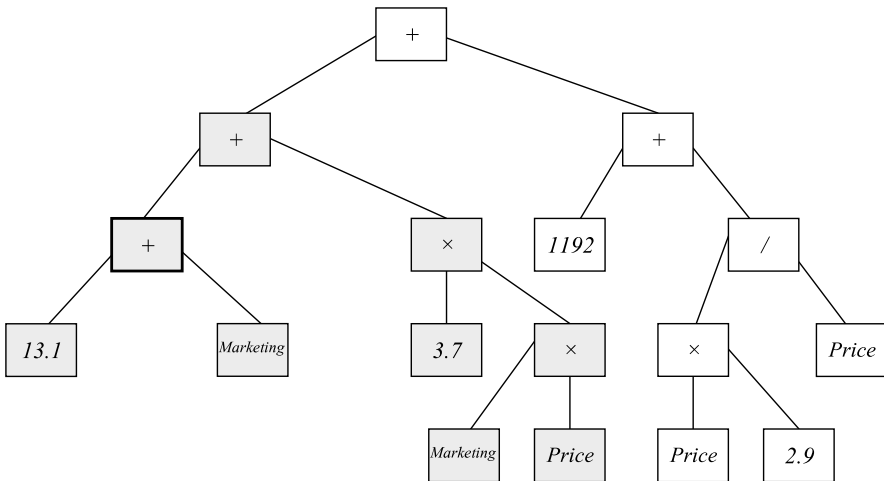 +
+ +
+ × 1192 /
13.1 Marketing 3.7 × × Price
Marketing Price Price 2.9